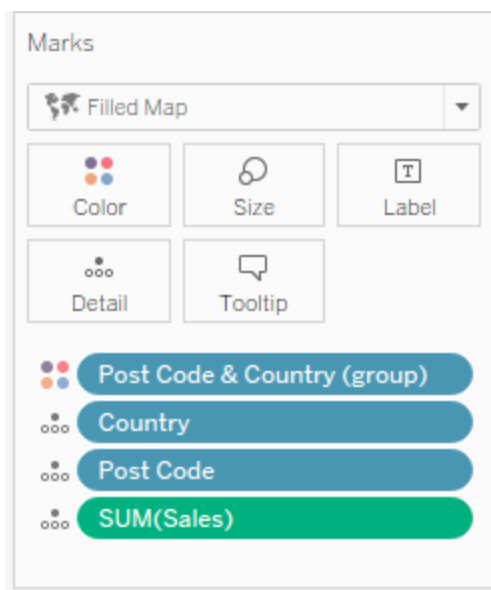 Marks
Filled Map
Color Size Label
Detail Tooltip
Post Code & Country (group)
Country
Post Code
SUM(Sales)